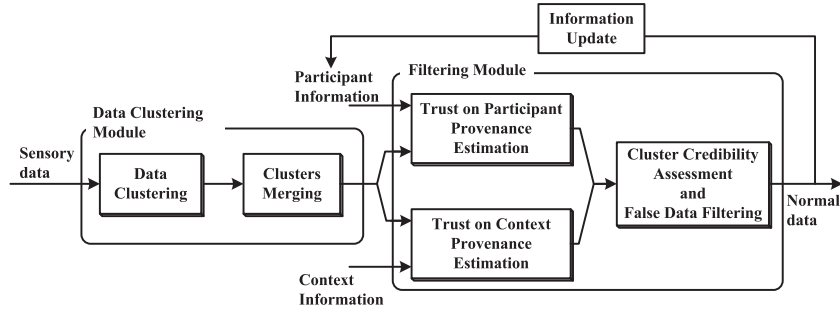 Information
Update
Participant
Information
Filtering Module
Data Clustering
Module
Trust on Participant
Provenance
Estimation
Sensory
data
Data
Clustering
Clusters
Merging
Cluster Credibility
Assessment
and
False Data Filtering
Normal
data
Trust on Context
Provenance
Estimation
Context
Information